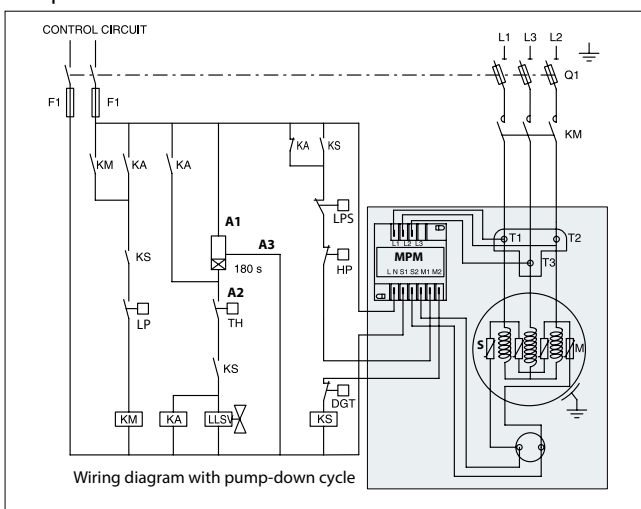 CONTROL CIRCUIT
L1 L3 L2
Q1
F1 F1
KM
KM KA KA KA KS
A1
A3
180 s
LPS
HP
L1 L2 L3
MPM
L N S1 S2 M1 M2
T1 T2
T3
KS
A2
LP
TH
KS
S M
DGT
KM KA LLSV KS
Wiring diagram with pump-down cycle